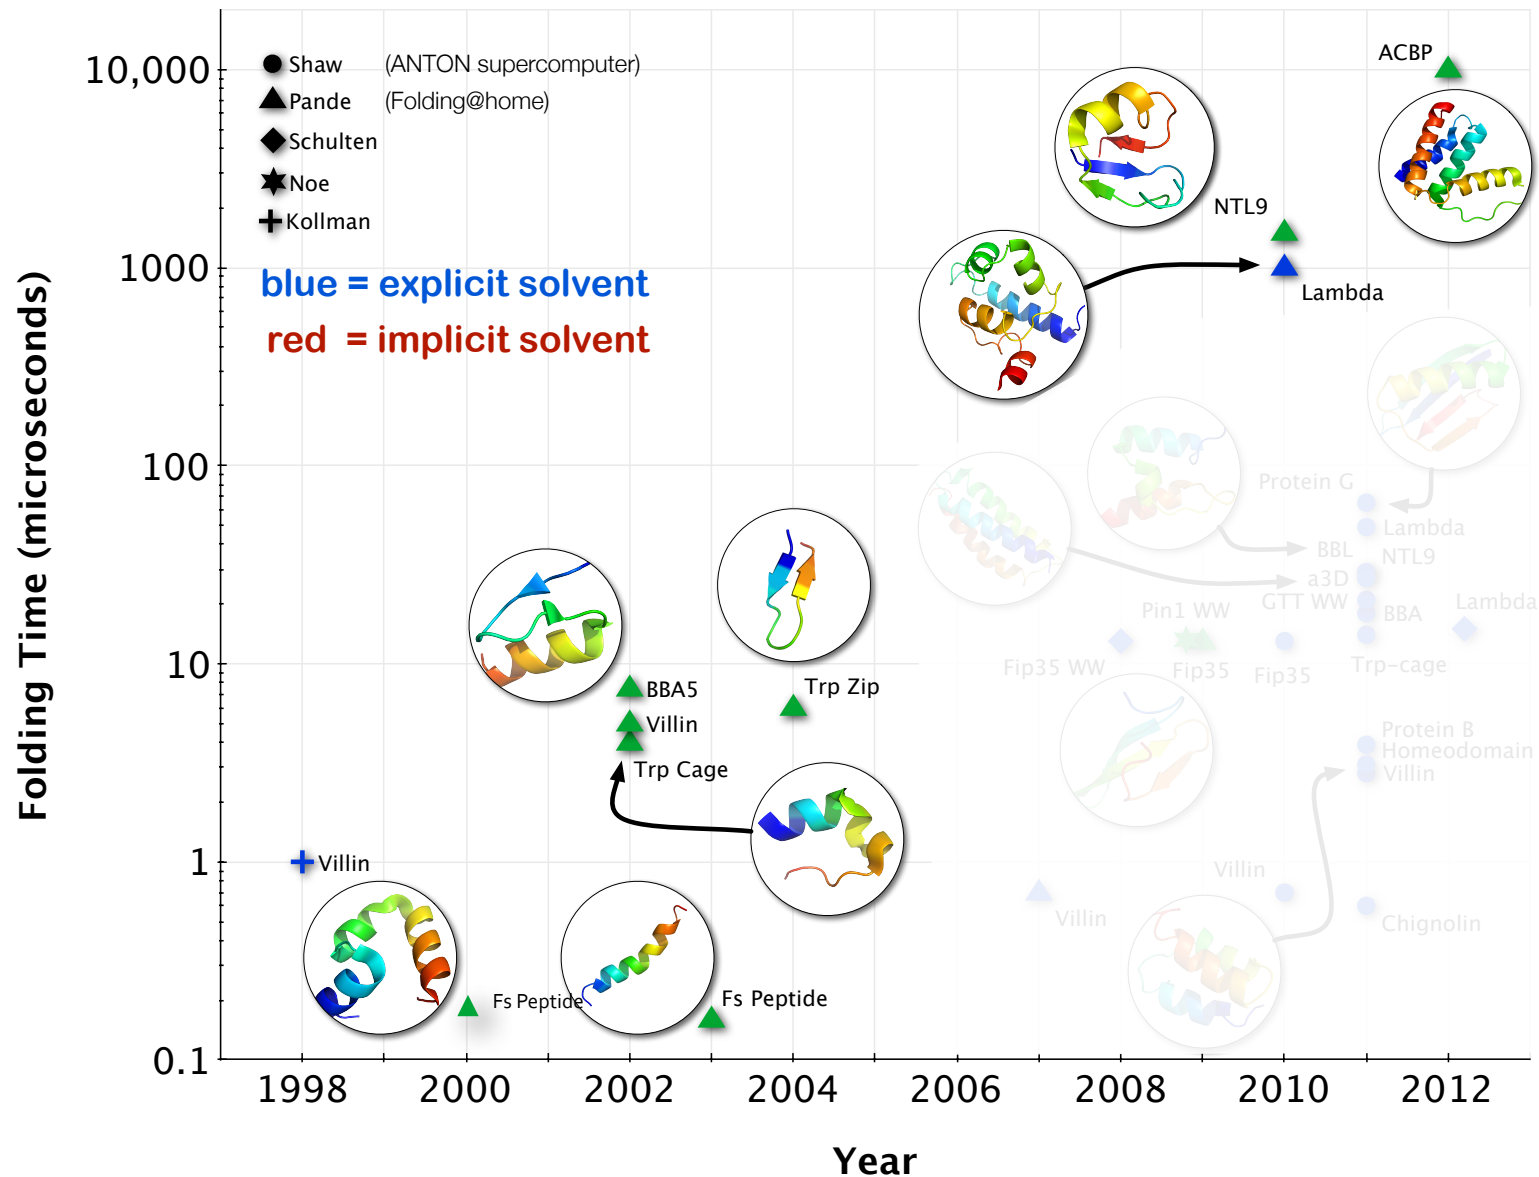 10,000
1000
100
10
1
0.1
Folding Time (microseconds)
Shaw (ANTON supercomputer)
Pande (Folding@home)
Schulten
Noe
Kollman
blue = explicit solvent
red = implicit solvent
ACBP
NTL9
Lambda
Protein G
Lambda
BBL
NTL9
a3D
GTT WW
BBA
Lambda
Pin1 WW
Fip35 WW
Fip35
Fip35
Trp-cage
BBA5
Villin
Trp Cage
Trp Zip
Protein B
Homeodomain
Villin
Villin
Villin
Villin
Chignolin
Fs Peptide
Fs Peptide
1998 2000 2002 2004 2006 2008 2010 2012
Year